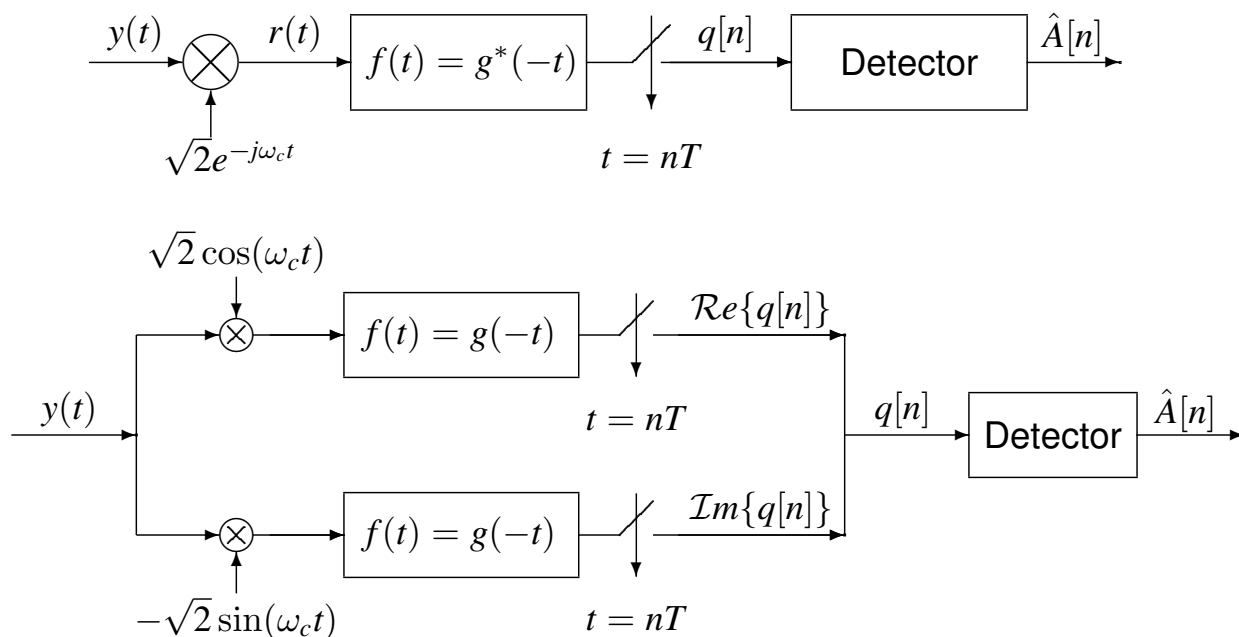 y(t) r(t) f(t) = g*(-t) q[n] Detector Â[n]
√2e^{-jω_c t} t = nT
√2 cos(ω_c t)
f(t) = g(-t) Re{q[n]}
t = nT
y(t) q[n] Detector Â[n]
f(t) = g(-t) Im{q[n]}
-√2 sin(ω_c t) t = nT